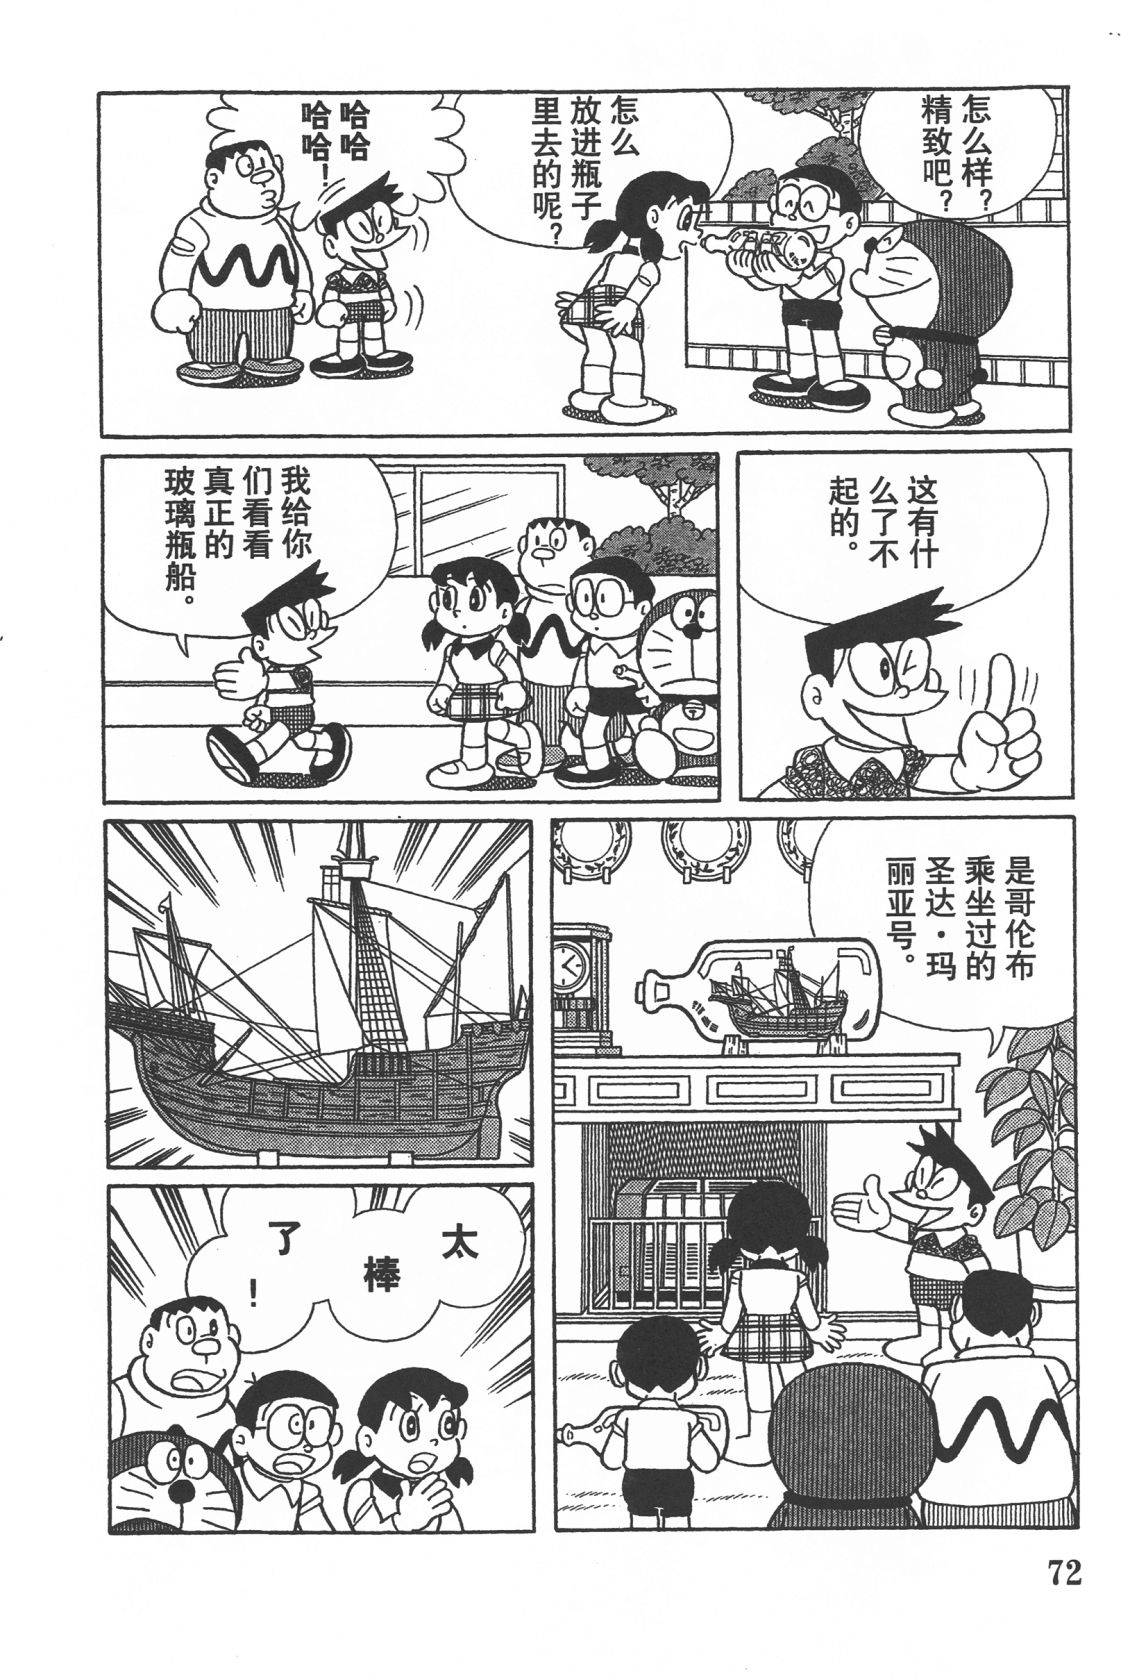 怎么样？
精致吧？
怎么
放进瓶子
里去的呢？
哈哈
哈哈！
这有什
么了不
起的。
我给你
们看看
真正的
玻璃瓶船。
是哥伦布
乘坐过的
圣达·玛
丽亚号。
太
棒
了
！
72